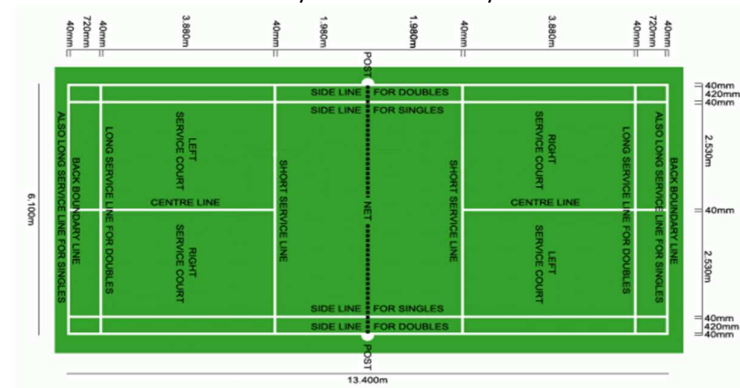 40mm
720mm
40mm
3.880m
40mm
1.980m
1.980m
40mm
3.880m
40mm
720mm
40mm
POST
SIDE LINE FOR DOUBLES
SIDE LINE FOR SINGLES
40mm
420mm
40mm
2.530m
40mm
2.530m
40mm
420mm
40mm
6.100m
ALSO LONG SERVICE LINE FOR SINGLES
BACK BOUNDARY LINE
LONG SERVICE LINE FOR DOUBLES
LEFT
SERVICE COURT
CENTRE LINE
RIGHT
SERVICE COURT
SHORT SERVICE LINE
NET
SHORT SERVICE LINE
RIGHT
SERVICE COURT
CENTRE LINE
LEFT
SERVICE COURT
LONG SERVICE LINE FOR DOUBLES
ALSO LONG SERVICE LINE FOR SINGLES
BACK BOUNDARY LINE
SIDE LINE FOR SINGLES
SIDE LINE FOR DOUBLES
POST
13.400m